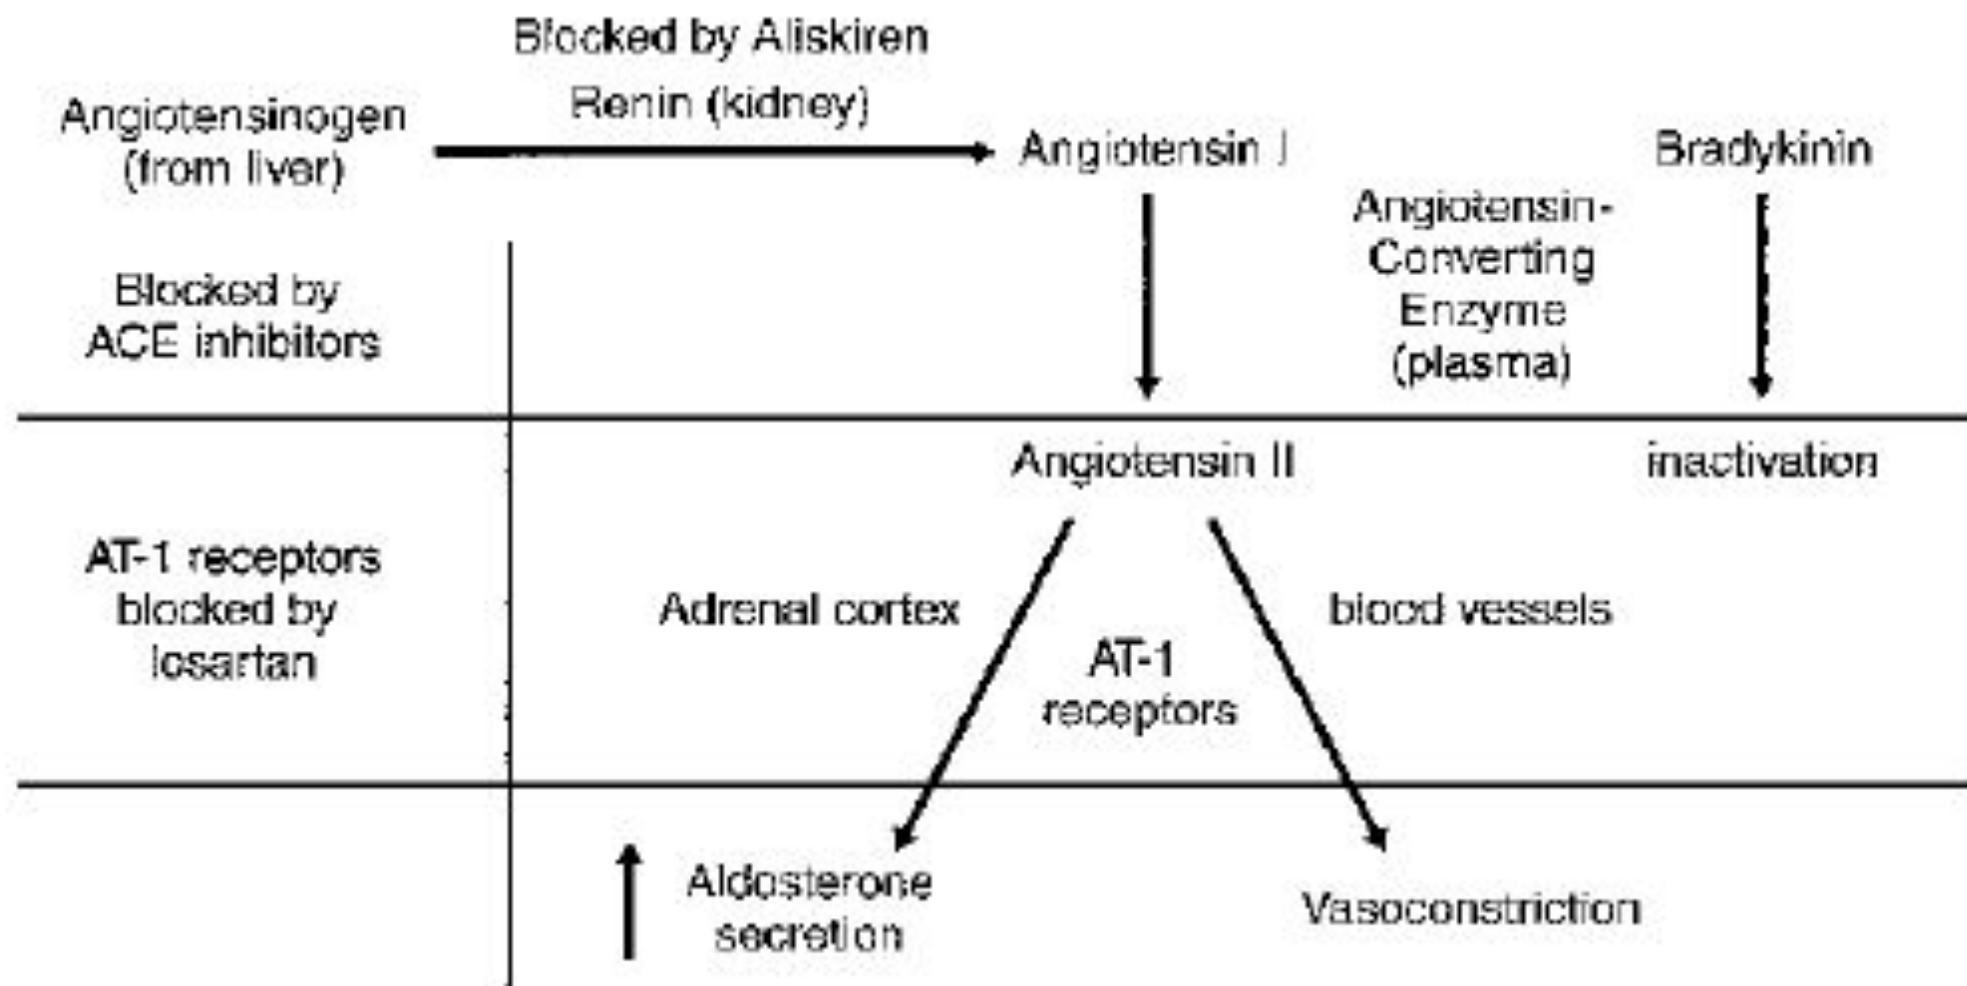 Blocked by Aliskiren
Renin (kidney)
Angiotensinogen
(from liver)
Angiotensin I
Bradykinin
Angiotensin-
Converting
Enzyme
(plasma)
Blocked by
ACE inhibitors
Angiotensin II
inactivation
AT-1 receptors
blocked by
losartan
Adrenal cortex
AT-1
receptors
blood vessels
Aldosterone
secretion
Vasoconstriction